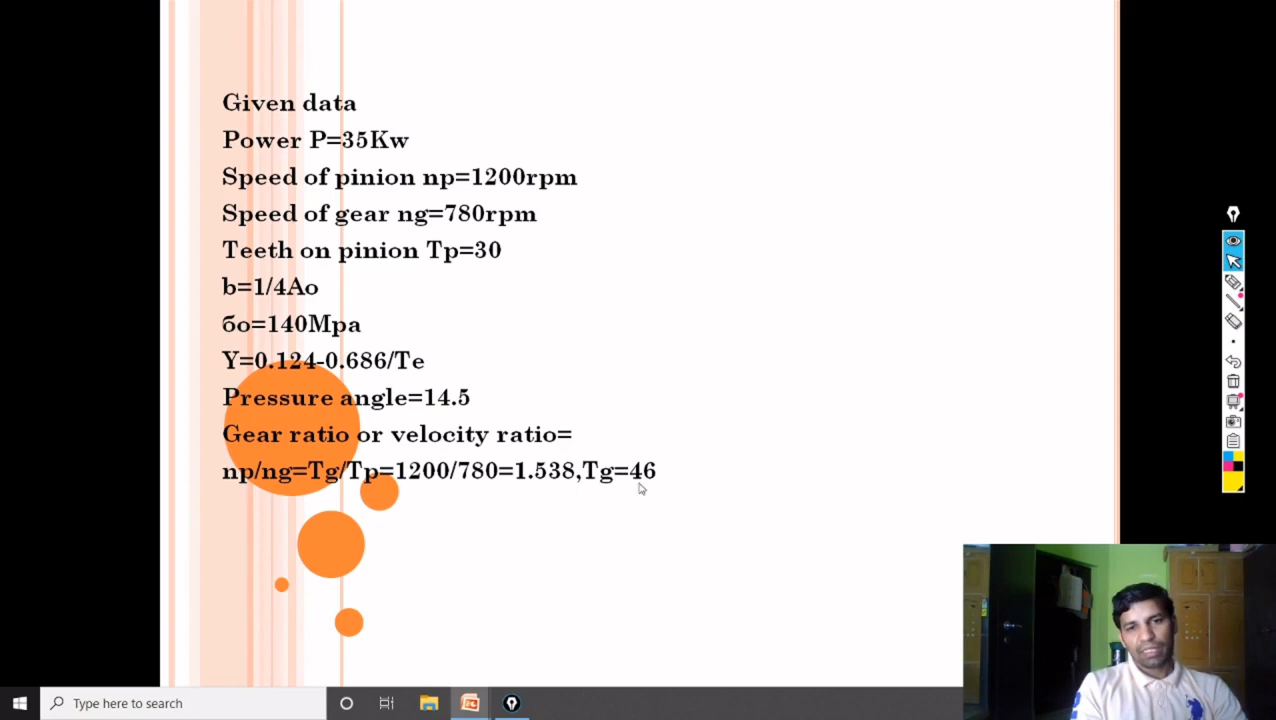 Given data
Power P=35Kw
Speed of pinion np=1200rpm
Speed of gear ng=780rpm
Teeth on pinion Tp=30
b=1/4Ao
бo=140Mpa
Y=0.124-0.686/Te
Pressure angle=14.5
Gear ratio or velocity ratio=
np/ng=Tg/Tp=1200/780=1.538,Tg=46
Type here to search